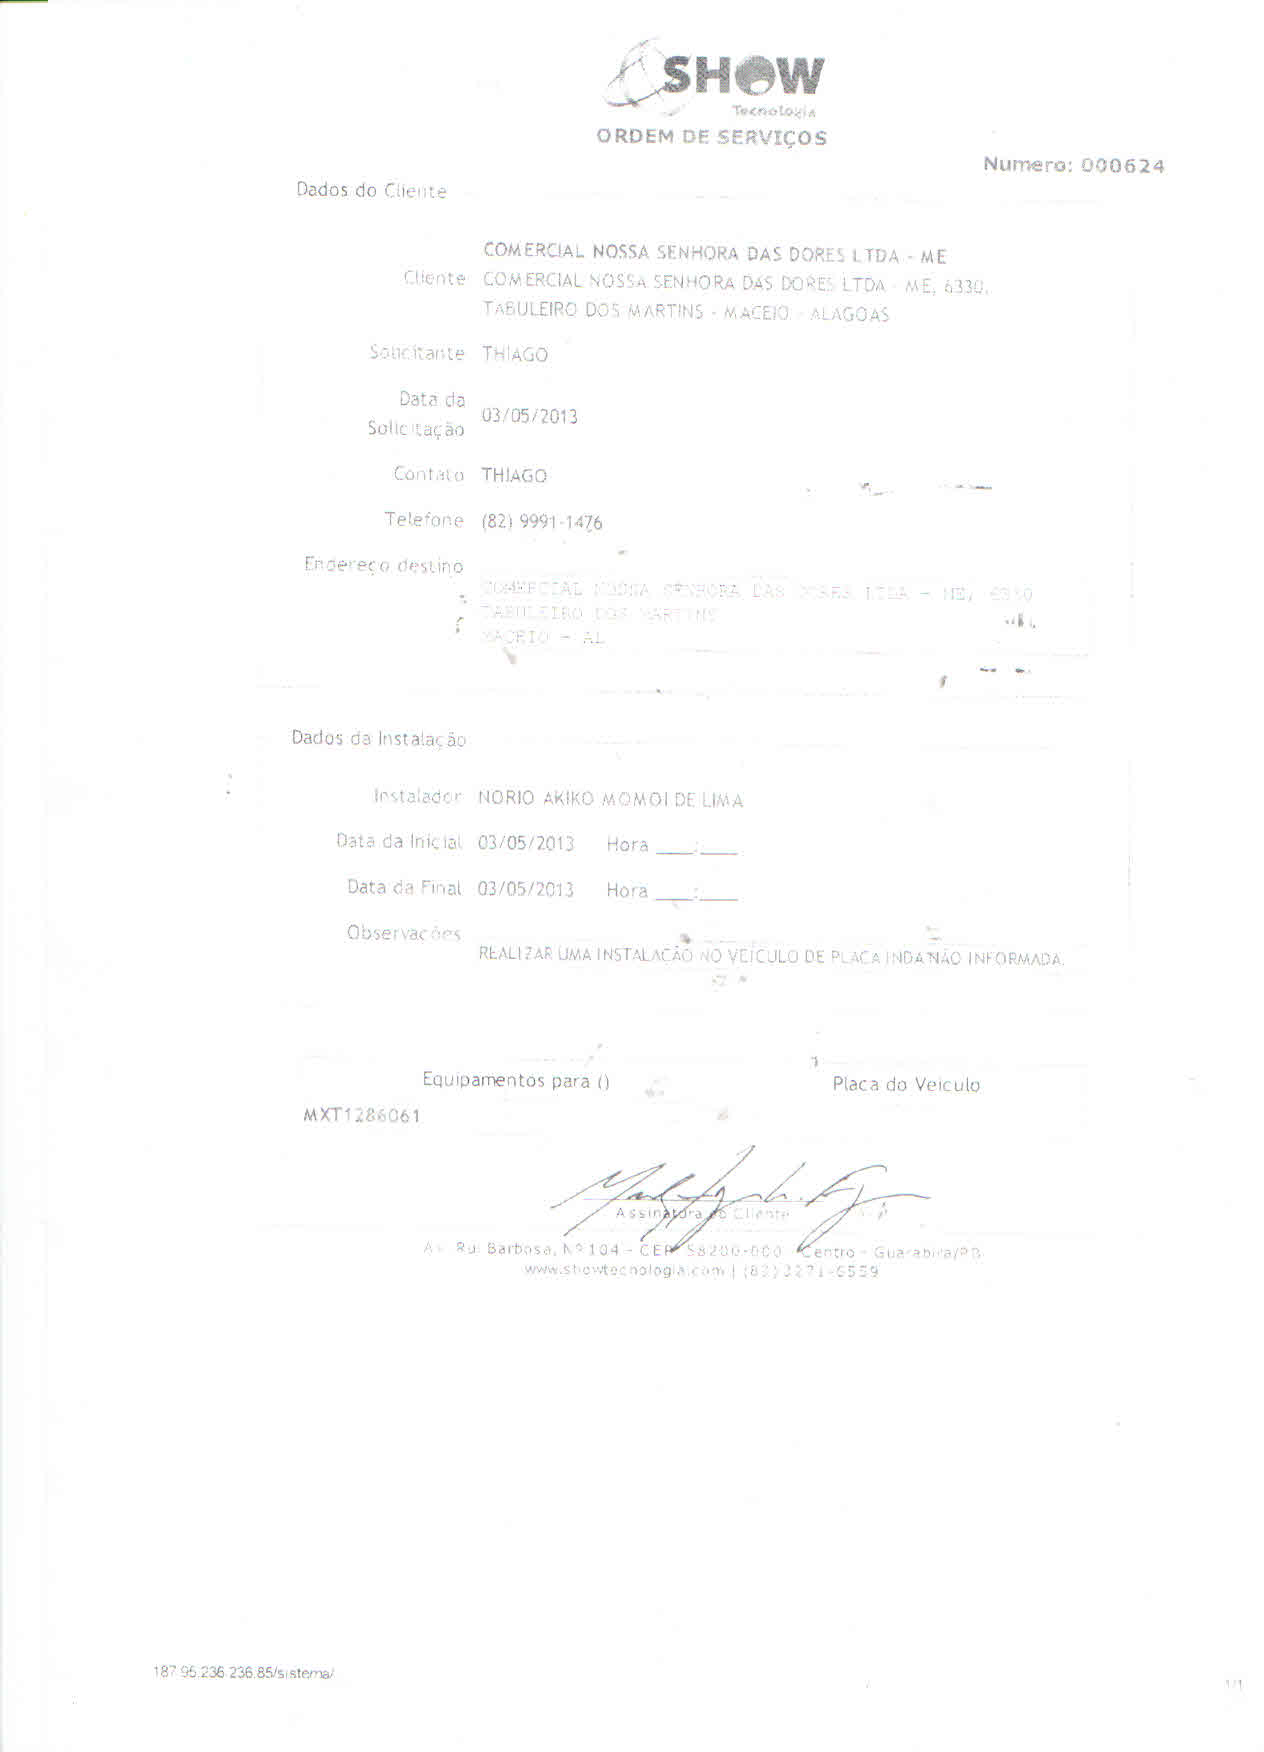 SHOW
Tecnologia
ORDEM DE SERVIÇOS
Numero: 000624
Dados do Cliente
COMERCIAL NOSSA SENHORA DAS DORES LTDA - ME
Cliente COMERCIAL NOSSA SENHORA DAS DORES LTDA - ME, 6330,
TABULEIRO DOS MARTINS - MACEIO - ALAGOAS
Solicitante THIAGO
Data da Solicitação 03/05/2013
Contato THIAGO
Telefone (82) 9991-1476
Endereço destino
COMERCIAL NOSSA SENHORA DAS DORES LTDA - ME, 6330
TABULEIRO DOS MARTINS
MACEIO - AL
Dados da Instalação
Instalador NORIO AKIKO MOMOI DE LIMA
Data da Inicial 03/05/2013 Hora ___:___
Data da Final 03/05/2013 Hora ___:___
Observações
REALIZAR UMA INSTALACÃO NO VEÍCULO DE PLACA INDA NÃO INFORMADA.
Equipamentos para () Placa do Veiculo
MXT1286061
Assinatura do Cliente
Av. Rui Barbosa, Nº 104 - CEP 58200-000 Centro - Guarabira/PB
www.showtecnologia.com | (83) 3271-6559
187.95.236.236.85/sistema/
1/1